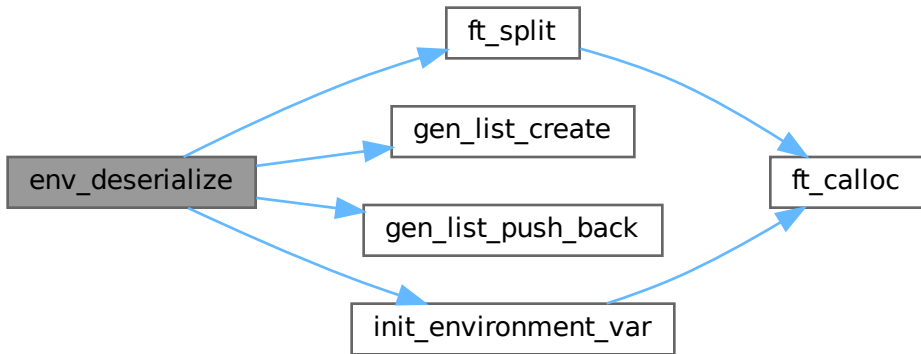 env_deserialize
ft_split
gen_list_create
gen_list_push_back
init_environment_var
ft_calloc